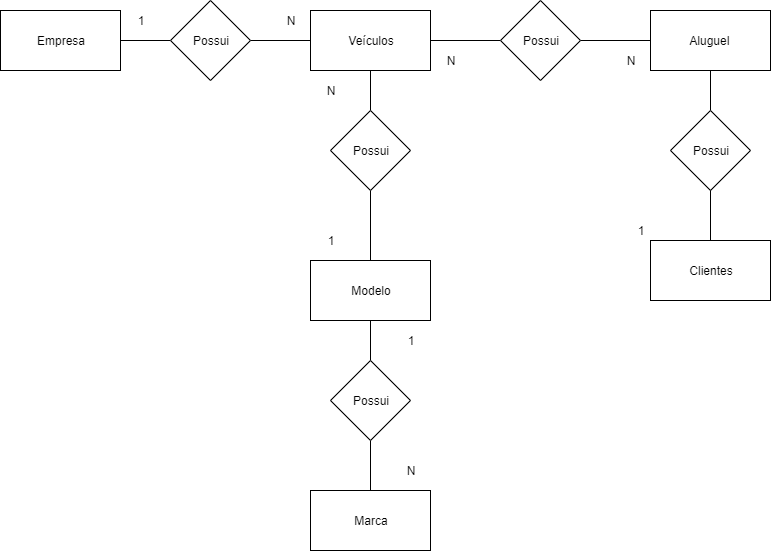 1
N
Empresa
Possui
Veículos
Possui
Aluguel
N
N
N
Possui
Possui
1
1
Clientes
Modelo
1
Possui
N
Marca